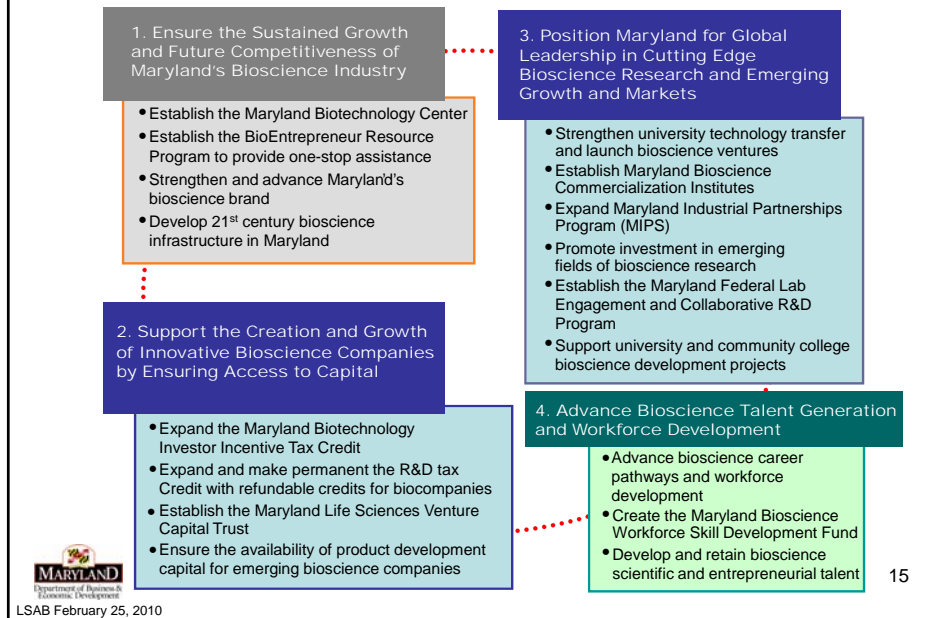 1. Ensure the Sustained Growth
and Future Competitiveness of
Maryland's Bioscience Industry
• Establish the Maryland Biotechnology Center
• Establish the BioEntrepreneur Resource
Program to provide one-stop assistance
• Strengthen and advance Maryland's
bioscience brand
• Develop 21st century bioscience
infrastructure in Maryland
2. Support the Creation and Growth
of Innovative Bioscience Companies
by Ensuring Access to Capital
• Expand the Maryland Biotechnology
Investor Incentive Tax Credit
• Expand and make permanent the R&D tax
Credit with refundable credits for biocompanies
• Establish the Maryland Life Sciences Venture
Capital Trust
• Ensure the availability of product development
capital for emerging bioscience companies
3. Position Maryland for Global
Leadership in Cutting Edge
Bioscience Research and Emerging
Growth and Markets
• Strengthen university technology transfer
and launch bioscience ventures
• Establish Maryland Bioscience
Commercialization Institutes
• Expand Maryland Industrial Partnerships
Program (MIPS)
• Promote investment in emerging
fields of bioscience research
• Establish the Maryland Federal Lab
Engagement and Collaborative R&D
Program
• Support university and community college
bioscience development projects
4. Advance Bioscience Talent Generation
and Workforce Development
• Advance bioscience career
pathways and workforce
development
• Create the Maryland Bioscience
Workforce Skill Development Fund
• Develop and retain bioscience
scientific and entrepreneurial talent
MARYLAND
Department of Business &
Economic Development
LSAB February 25, 2010
15